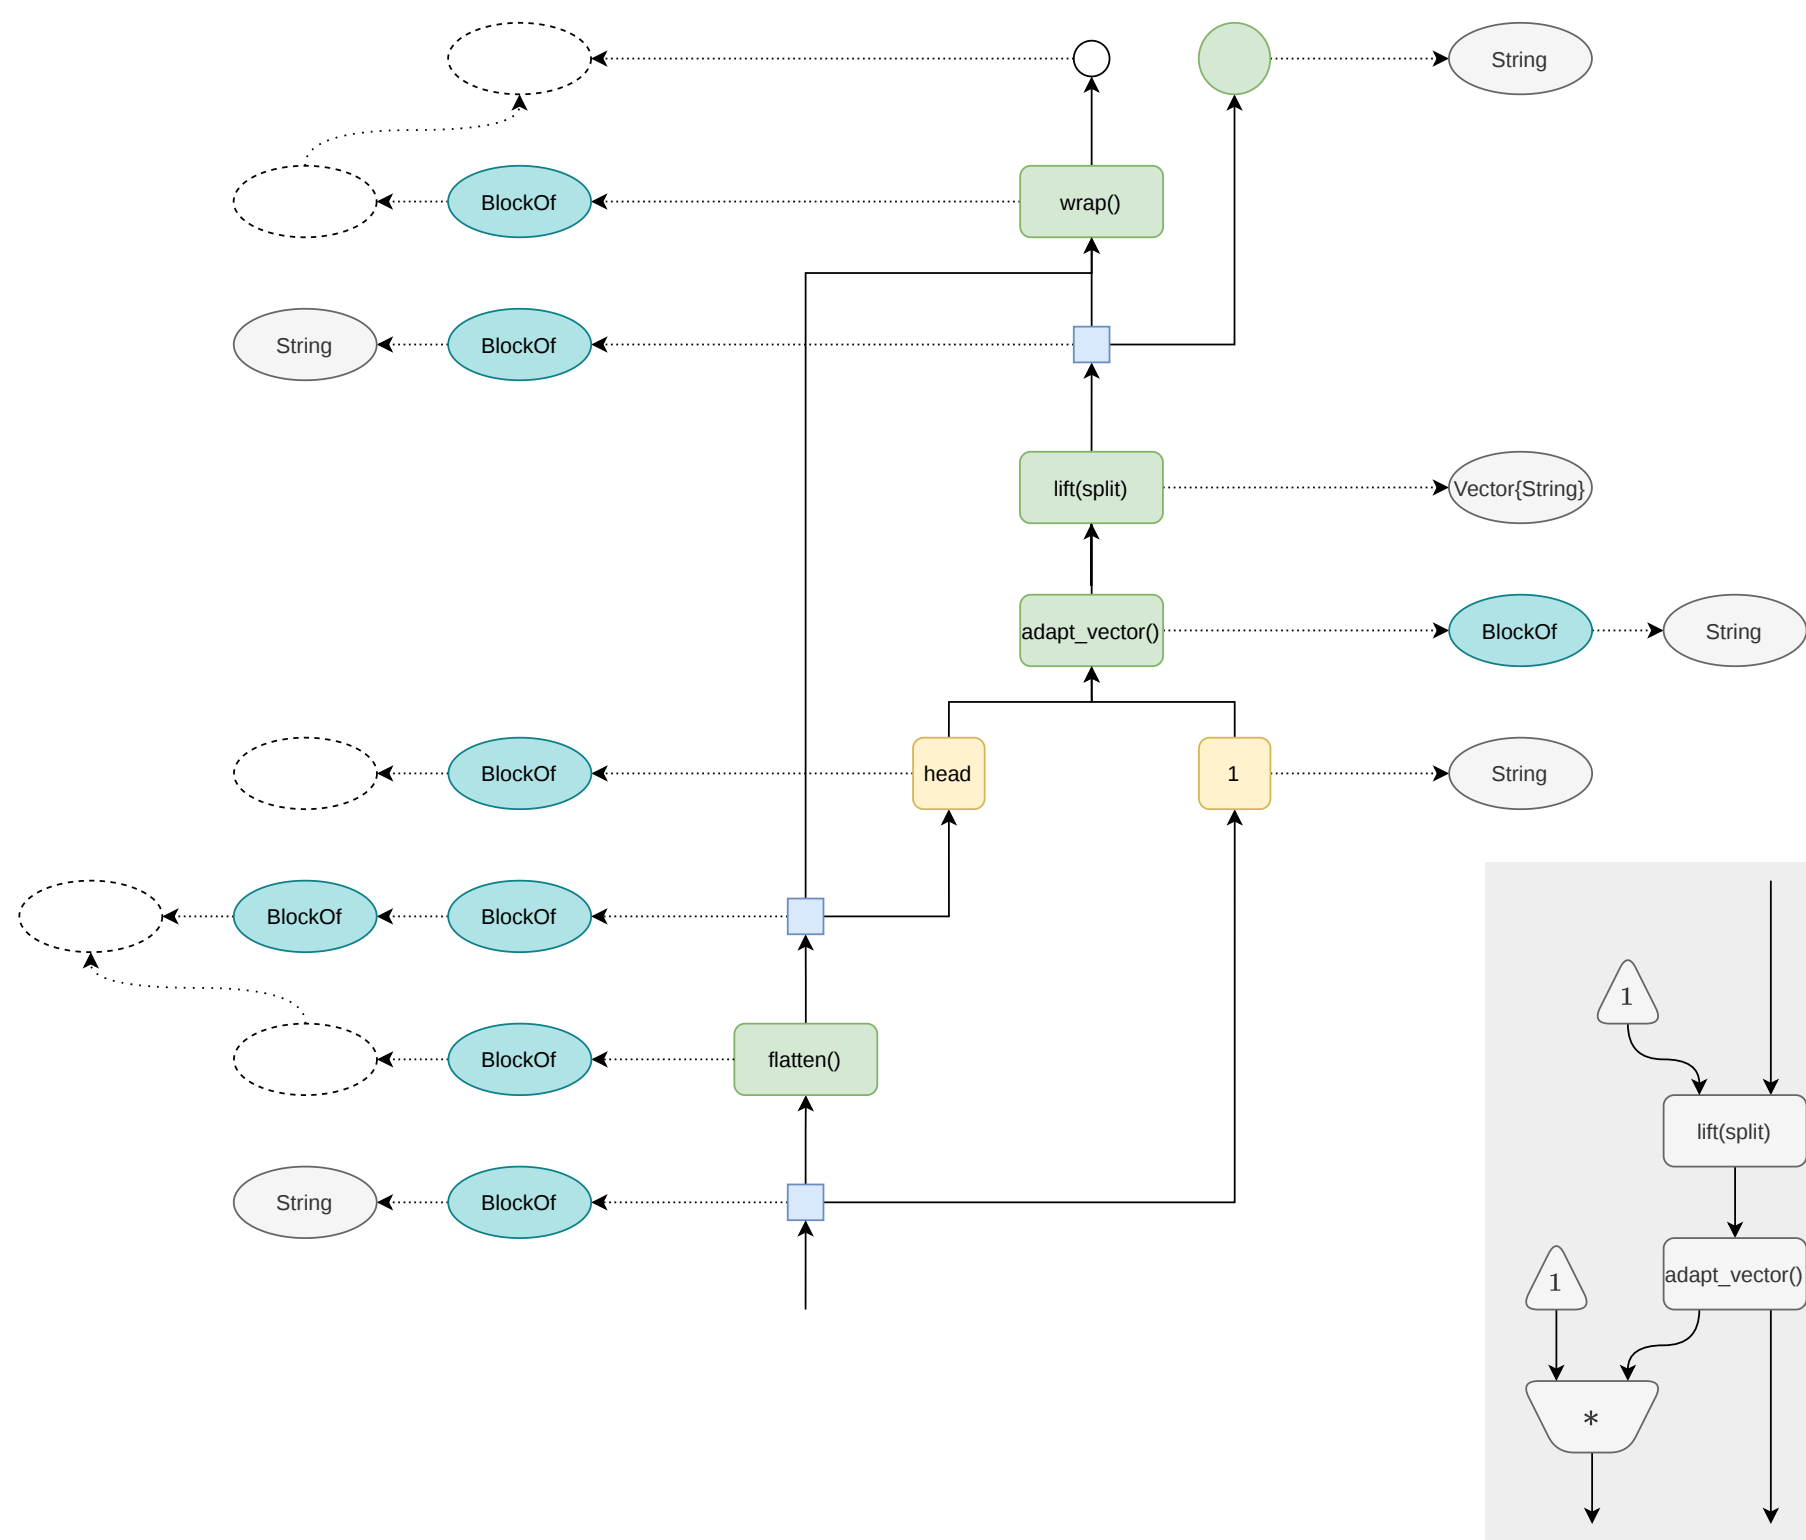 String
BlockOf
wrap()
String
BlockOf
lift(split)
Vector{String}
adapt_vector()
BlockOf
String
BlockOf
head
1
String
BlockOf
BlockOf
1
BlockOf
flatten()
lift(split)
String
BlockOf
1
adapt_vector()
*